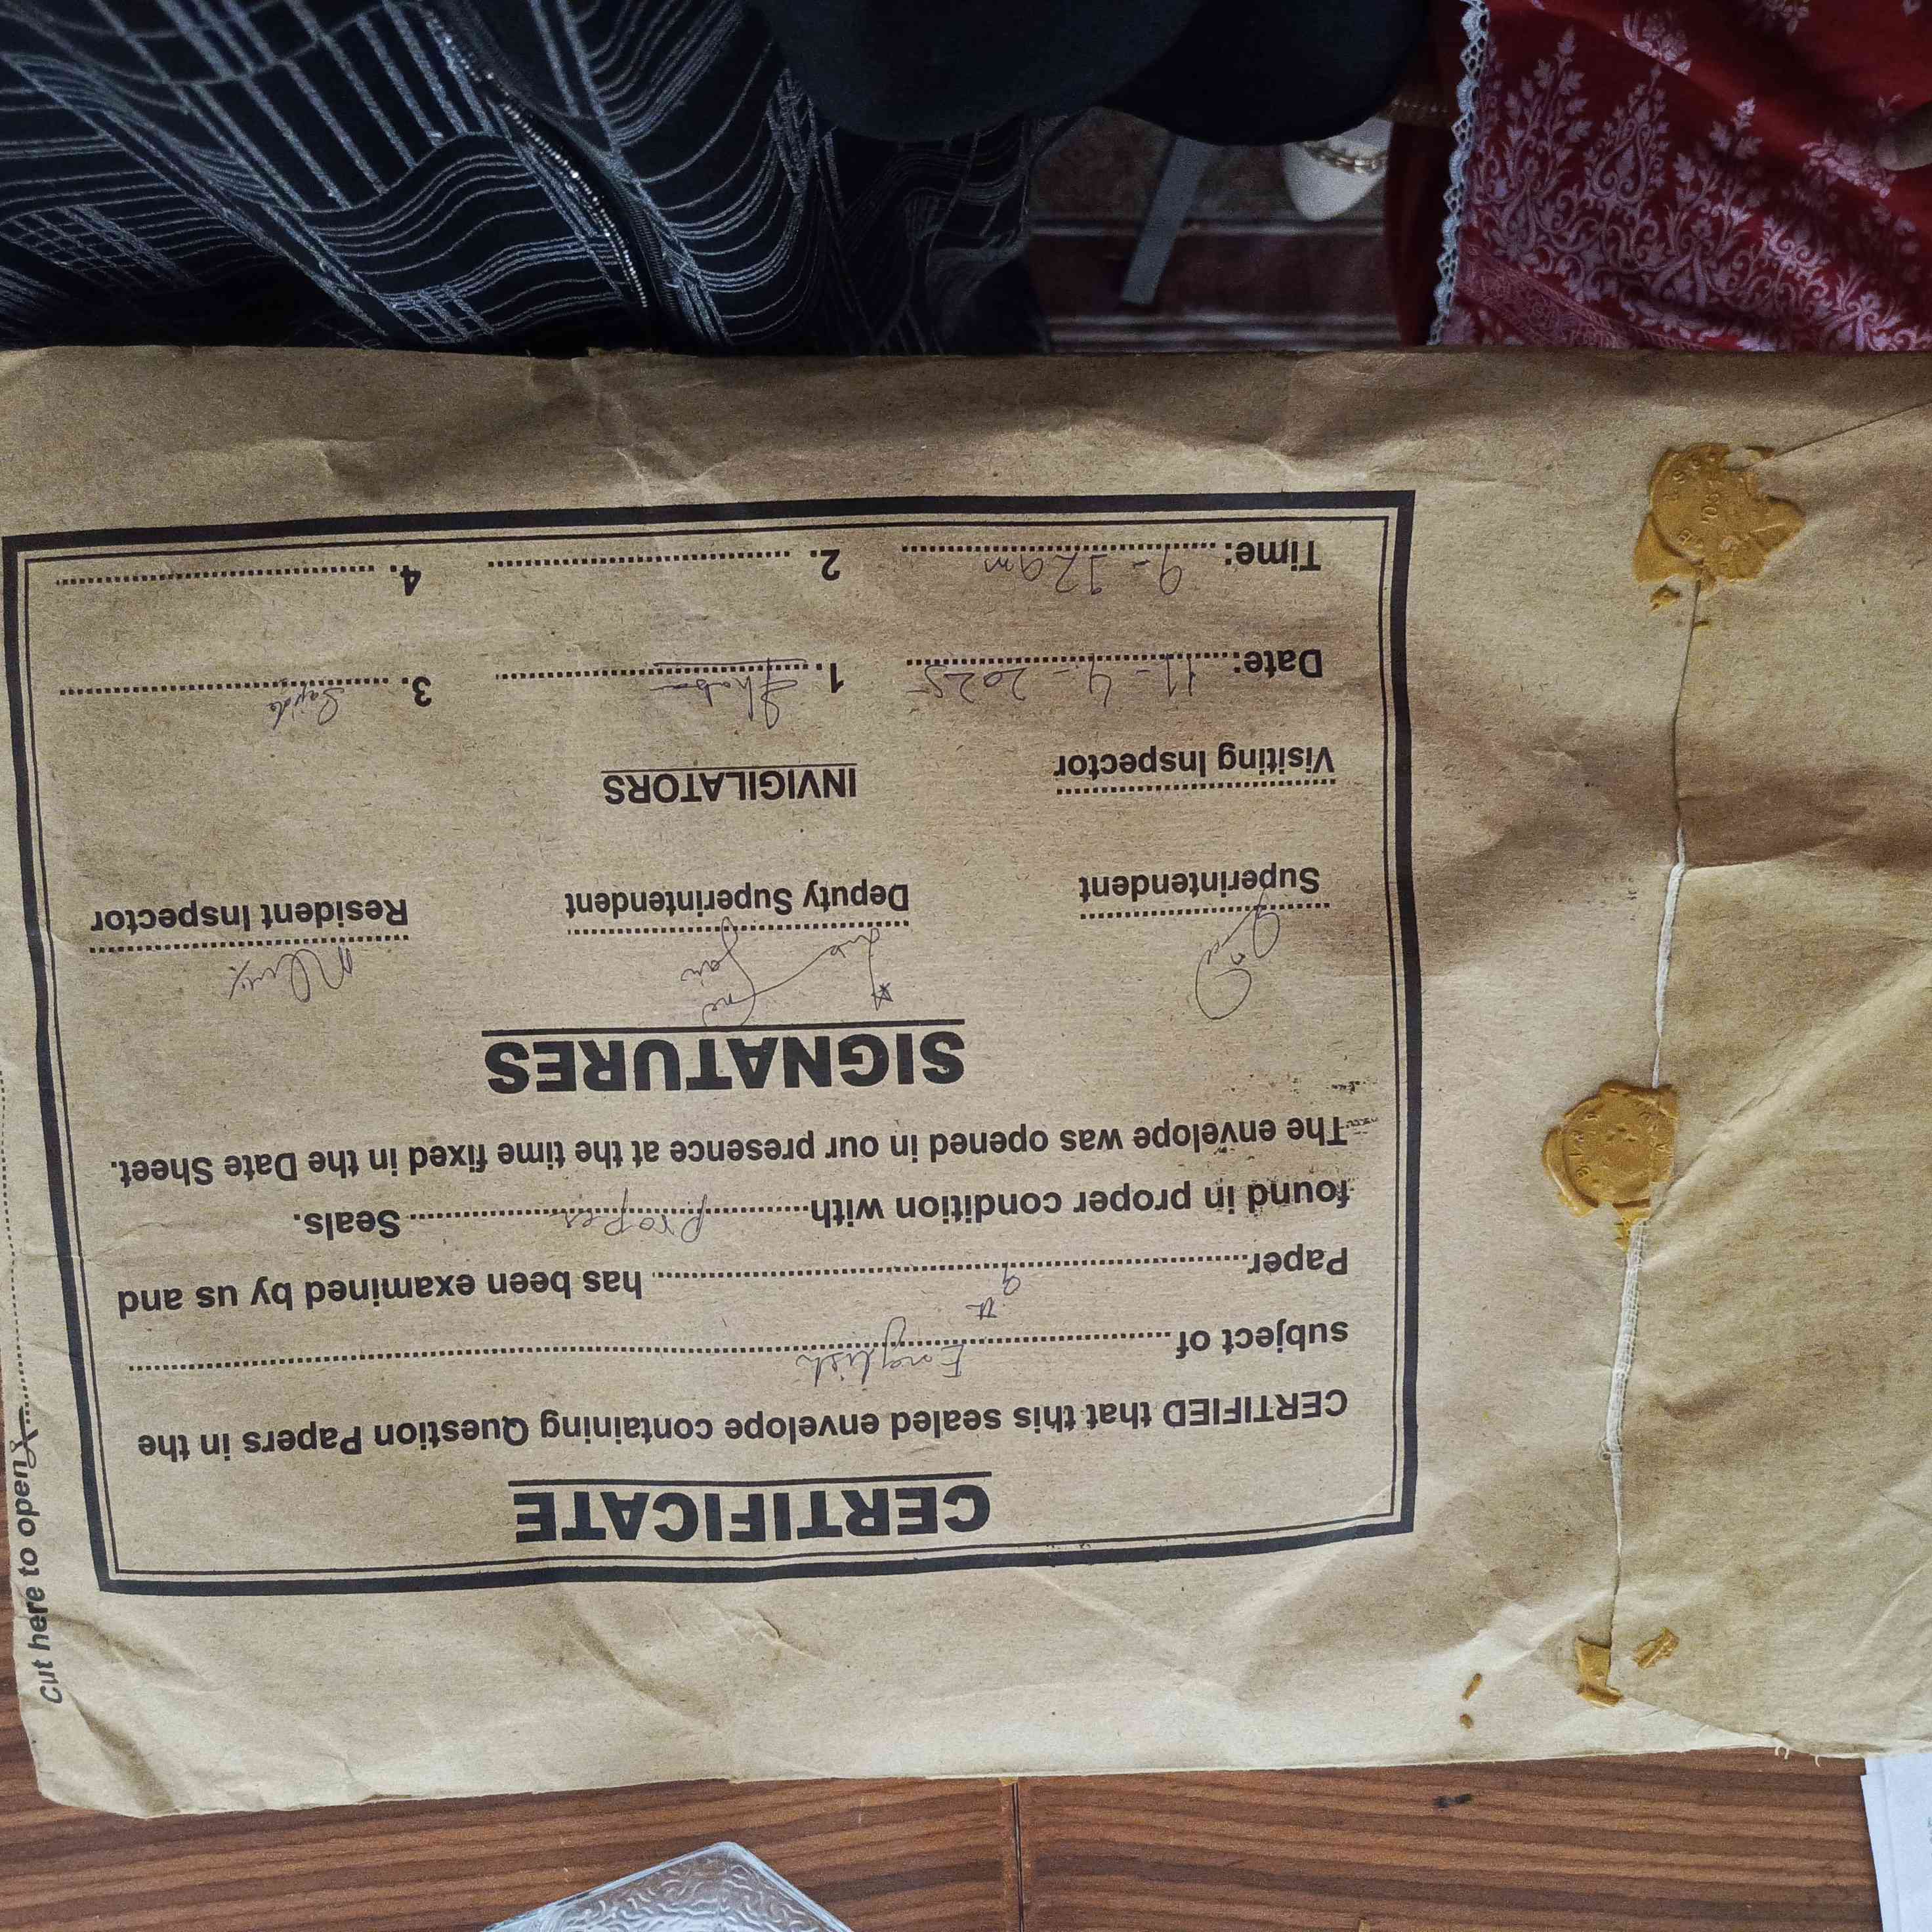 CERTIFICATE
CERTIFIED that this sealed envelope containing Question Papers in the
subject of English
Paper 9th has been examined by us and
found in proper condition with proper Seals.
The envelope was opened in our presence at the time fixed in the Date Sheet.
SIGNATURES
Superintendent Deputy Superintendent Resident Inspector
Visiting Inspector INVIGILATORS
Date: 11-4-2025 1. 3.
Time: 9-12am 2. 4.
Cut here to open